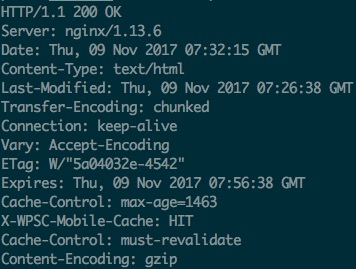 HTTP/1.1 200 OK
Server: nginx/1.13.6
Date: Thu, 09 Nov 2017 07:32:15 GMT
Content-Type: text/html
Last-Modified: Thu, 09 Nov 2017 07:26:38 GMT
Transfer-Encoding: chunked
Connection: keep-alive
Vary: Accept-Encoding
ETag: W/"5a04032e-4542"
Expires: Thu, 09 Nov 2017 07:56:38 GMT
Cache-Control: max-age=1463
X-WPSC-Mobile-Cache: HIT
Cache-Control: must-revalidate
Content-Encoding: gzip